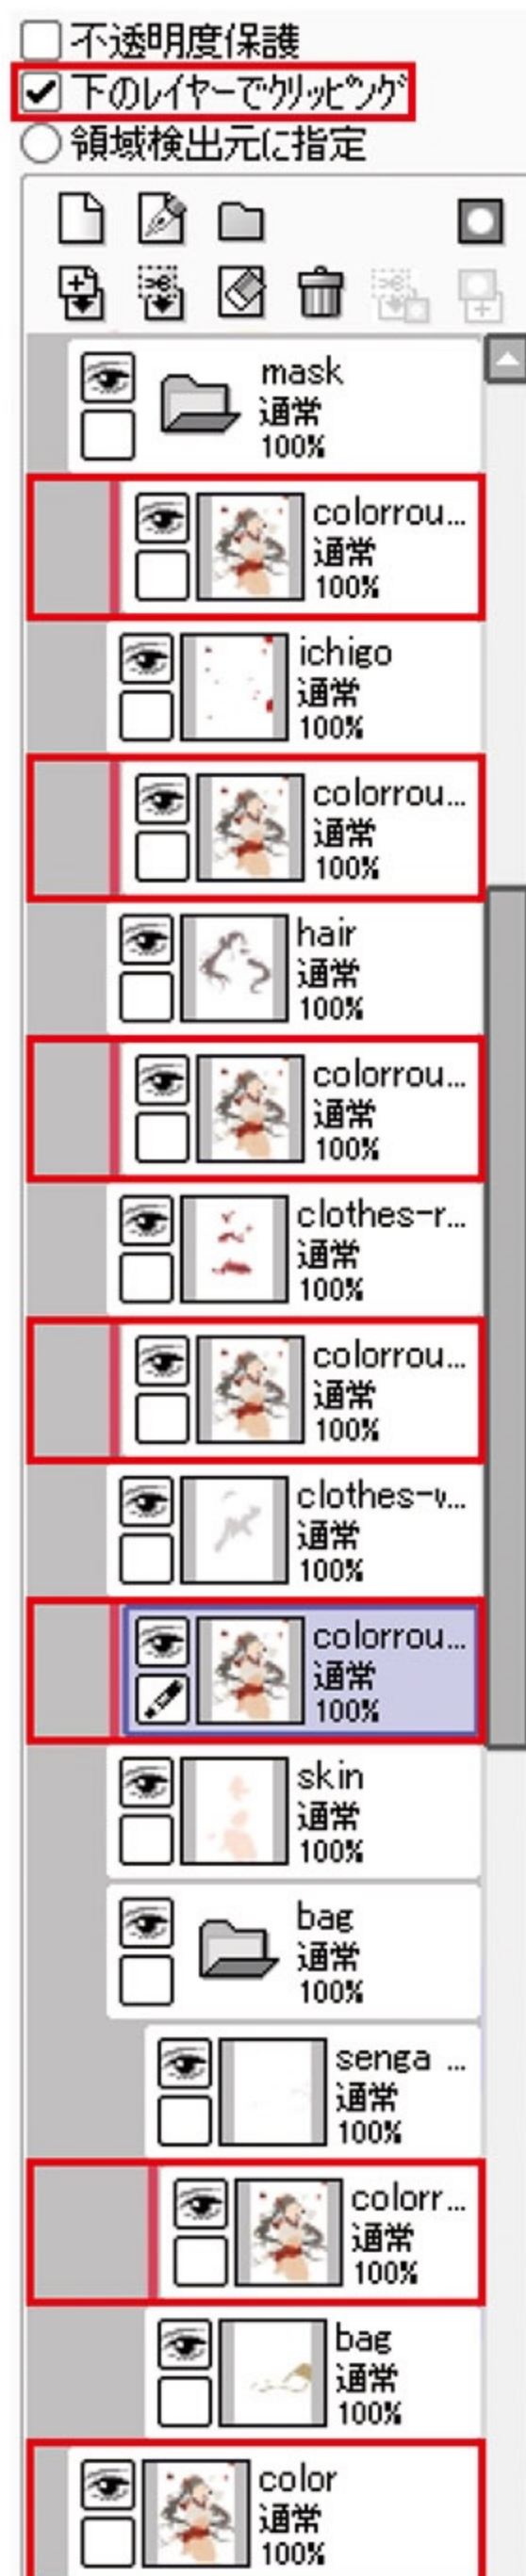 不透明度保護
下のレイヤーでクリッピング
領域検出元に指定
mask
通常
100%
colorrou...
通常
100%
ichigo
通常
100%
colorrou...
通常
100%
hair
通常
100%
colorrou...
通常
100%
clothes-r...
通常
100%
colorrou...
通常
100%
clothes-w...
通常
100%
colorrou...
通常
100%
skin
通常
100%
bag
通常
100%
senga ...
通常
100%
colorr...
通常
100%
bag
通常
100%
color
通常
100%